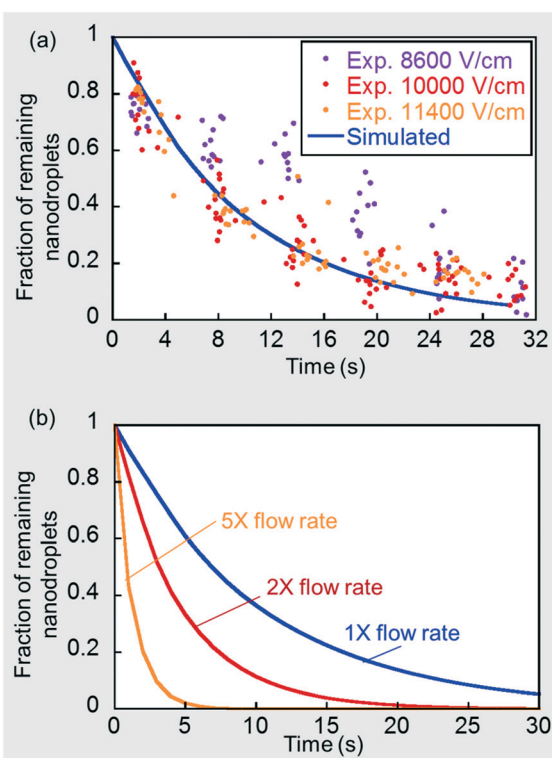 (a)
1
0.8
0.6
0.4
0.2
0
Fraction of remaining
nanodroplets
Exp. 8600 V/cm
Exp. 10000 V/cm
Exp. 11400 V/cm
Simulated
0 4 8 12 16 20 24 28 32
Time (s)
(b)
1
0.8
0.6
0.4
0.2
0
Fraction of remaining
nanodroplets
5X flow rate
2X flow rate
1X flow rate
0 5 10 15 20 25 30
Time (s)